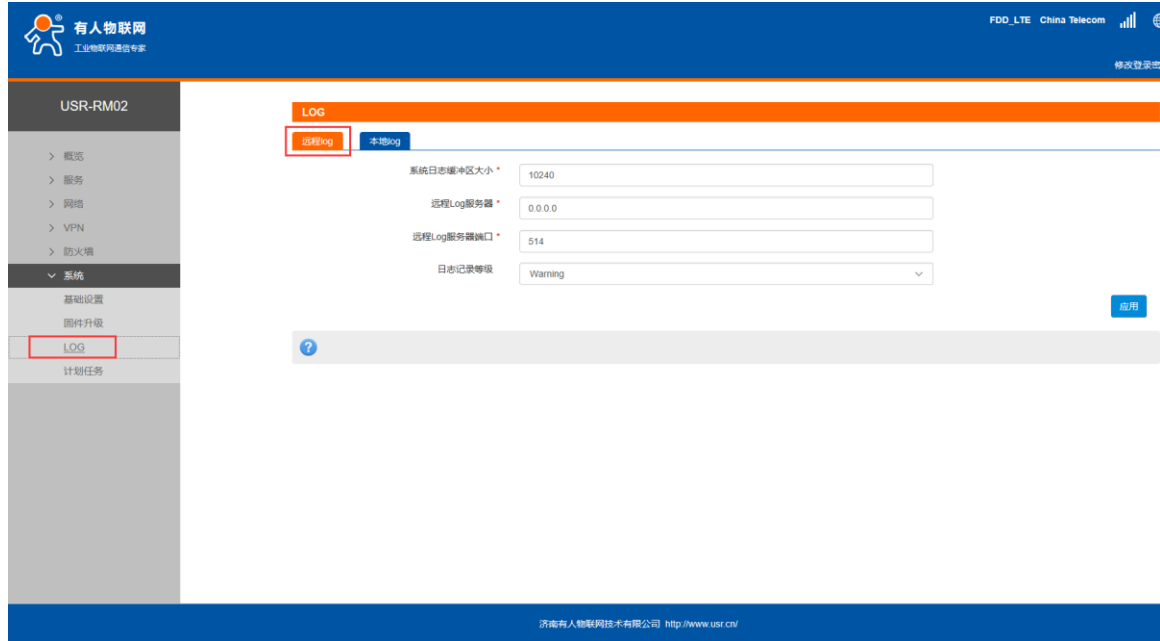 有人物联网
®
工业物联网通信专家
FDD_LTE China Telecom
修改登录密
USR-RM02
> 概览
> 服务
> 网络
> VPN
> 防火墙
系统
基础设置
固件升级
LOG
计划任务
LOG
远程log 本地log
系统日志缓冲区大小 * 10240
远程Log服务器 * 0.0.0.0
远程Log服务器端口 * 514
日志记录等级 Warning
应用
?
济南有人物联网技术有限公司 http://www.usr.cn/